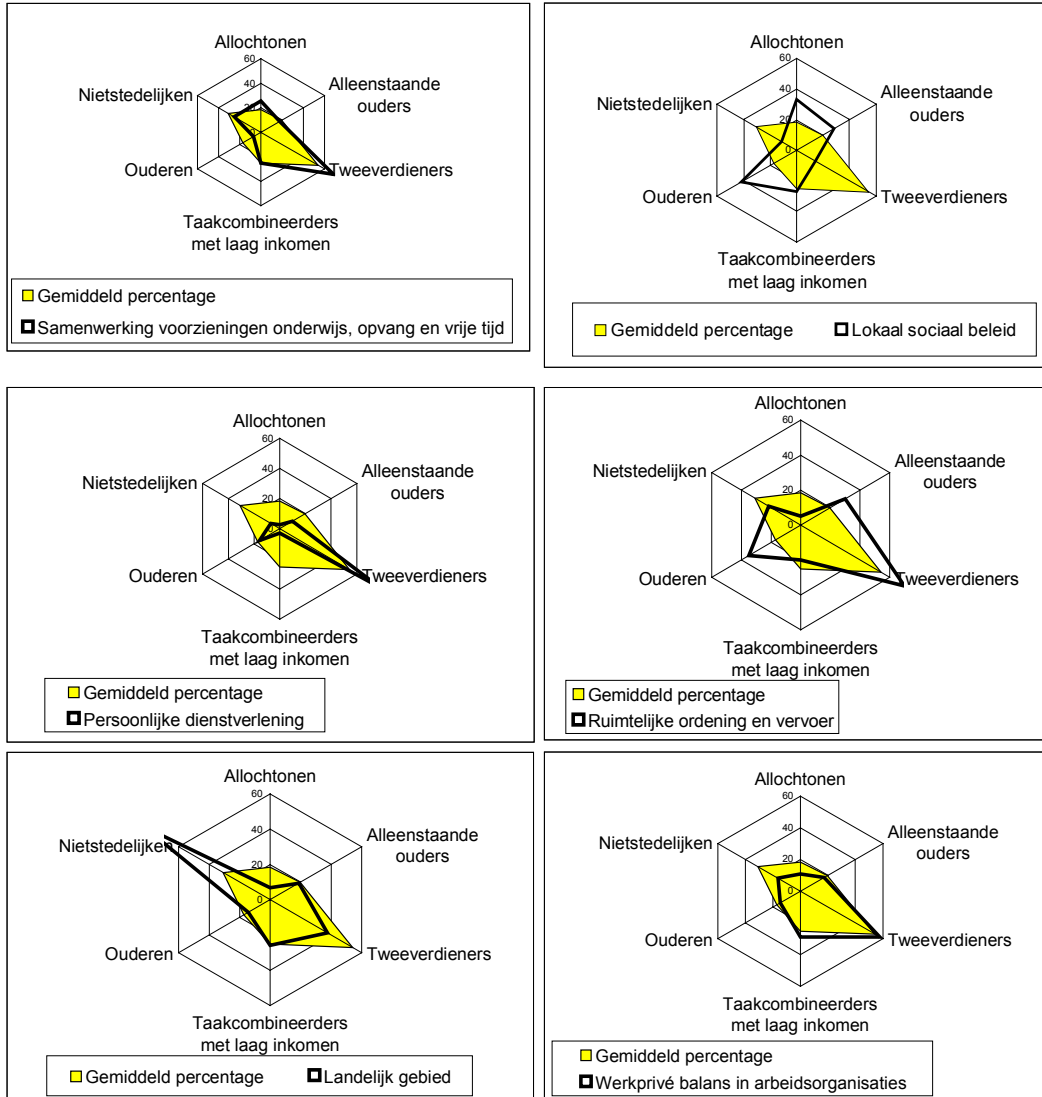 Allochtonen
60
40
20
0
Nietstedelijken
Alleenstaande
ouders
Ouderen
Tweeverdieners
Taakcombineerders
met laag inkomen
Gemiddeld percentage
Samenwerking voorzieningen onderwijs, opvang en vrije tijd
Allochtonen
60
40
20
0
Nietstedelijken
Alleenstaande
ouders
Ouderen
Tweeverdieners
Taakcombineerders
met laag inkomen
Gemiddeld percentage Lokaal sociaal beleid
Allochtonen
60
40
20
0
Nietstedelijken
Alleenstaande
ouders
Ouderen
Tweeverdieners
Taakcombineerders
met laag inkomen
Gemiddeld percentage
Persoonlijke dienstverlening
Allochtonen
60
40
20
0
Nietstedelijken
Alleenstaande
ouders
Ouderen
Tweeverdieners
Taakcombineerders
met laag inkomen
Gemiddeld percentage
Ruimtelijke ordening en vervoer
Allochtonen
60
40
20
0
Nietstedelijken
Alleenstaande
ouders
Ouderen
Tweeverdieners
Taakcombineerders
met laag inkomen
Gemiddeld percentage Landelijk gebied
Allochtonen
60
40
20
0
Nietstedelijken
Alleenstaande
ouders
Ouderen
Tweeverdieners
Taakcombineerders
met laag inkomen
Gemiddeld percentage
Werkprivé balans in arbeidsorganisaties